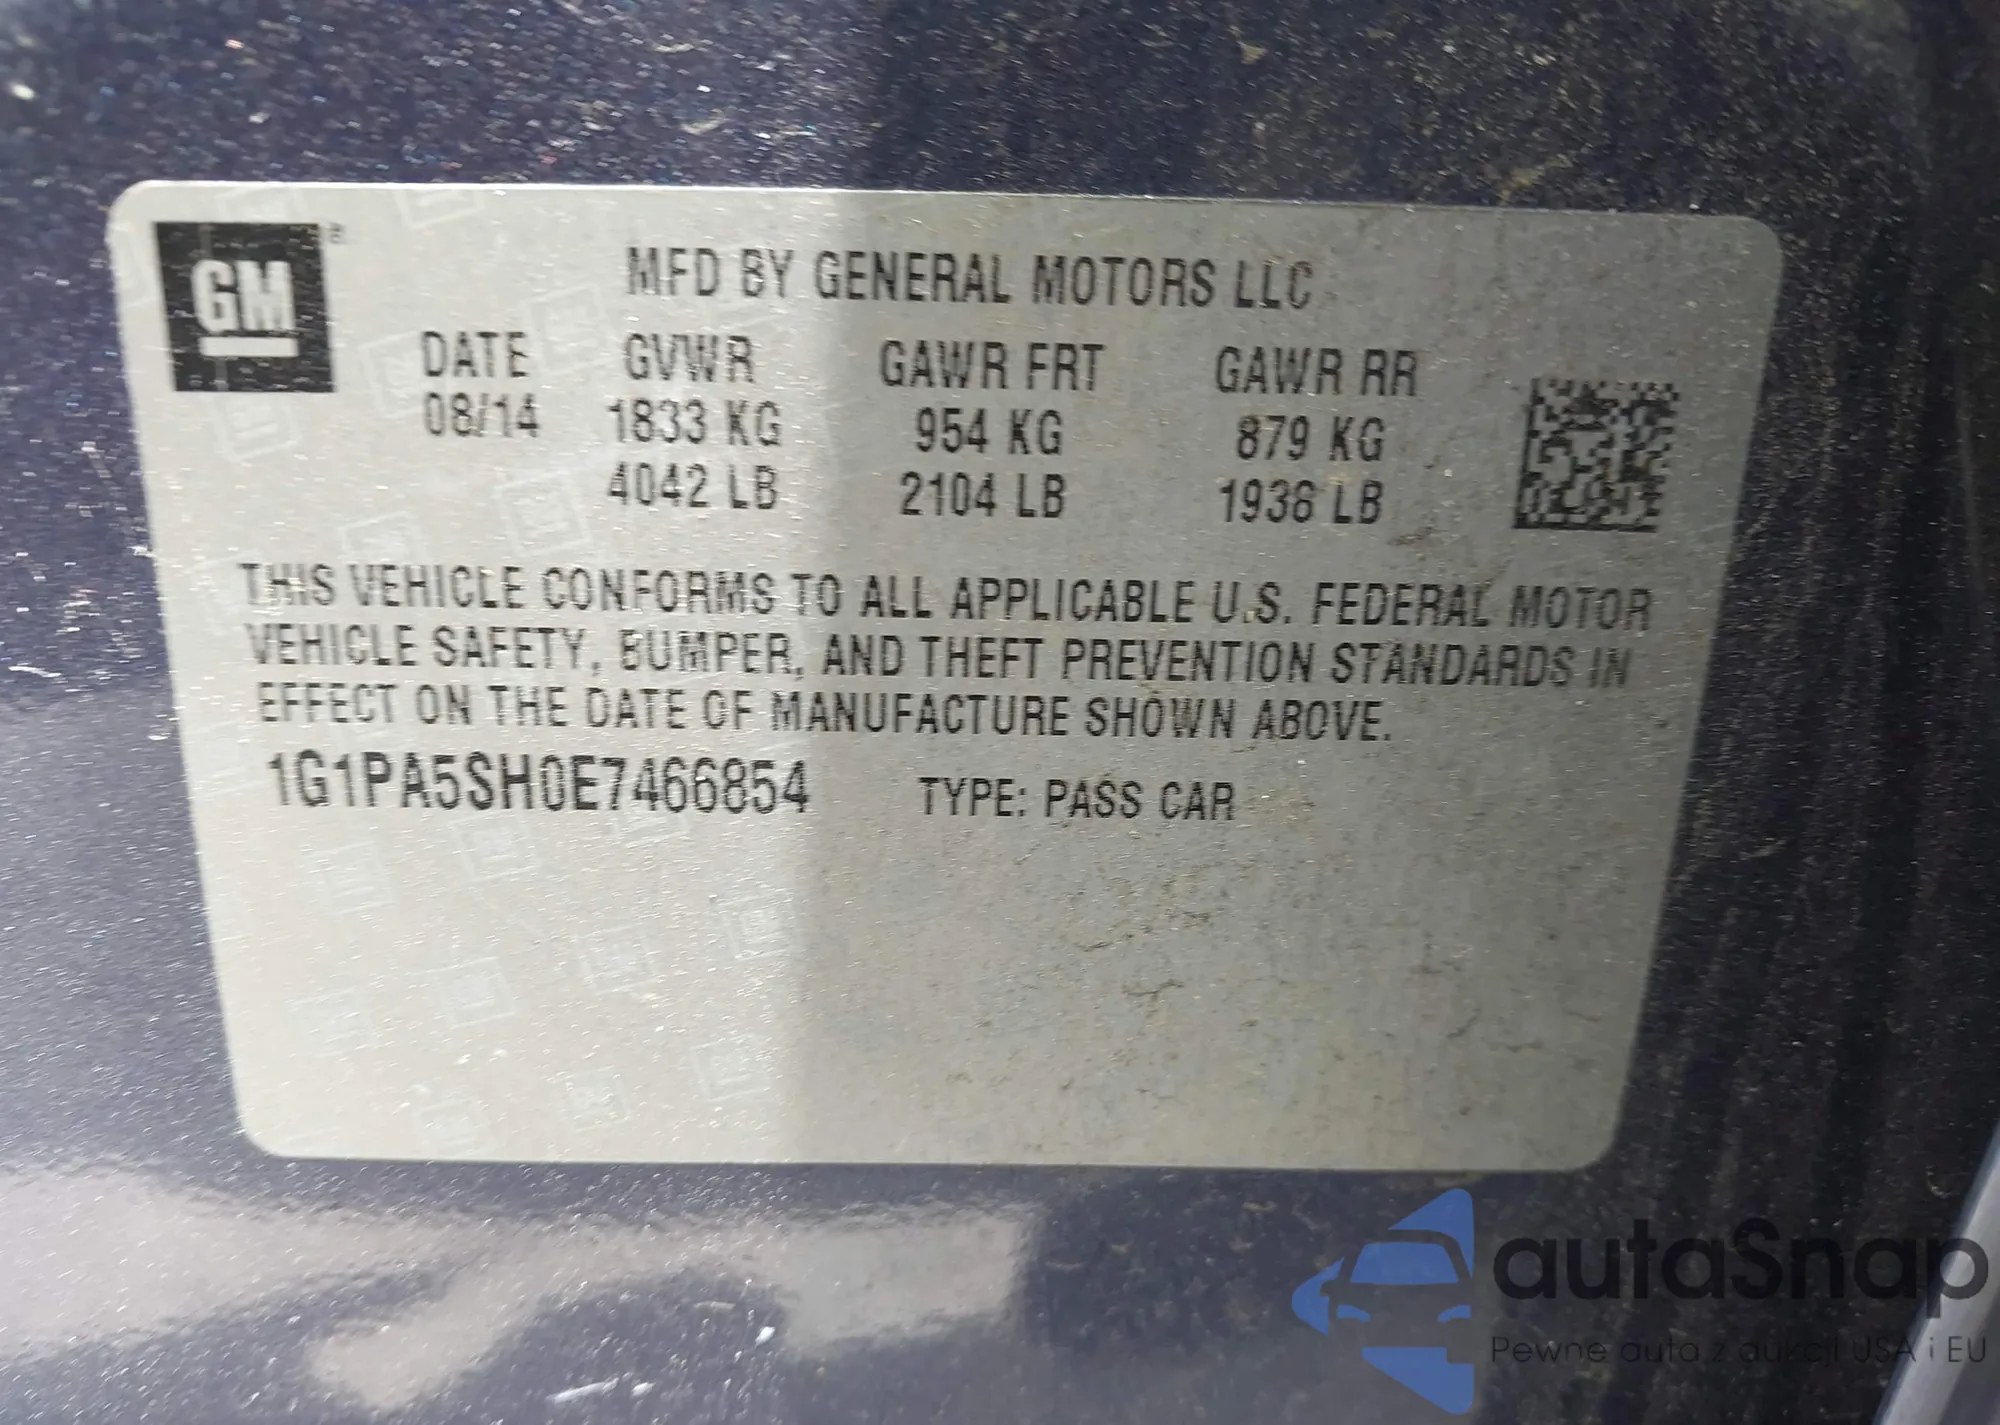 GM
MFD BY GENERAL MOTORS LLC
DATE GVWR GAWR FRT GAWR RR
08/14 1833 KG 954 KG 879 KG
4042 LB 2104 LB 1936 LB
THIS VEHICLE CONFORMS TO ALL APPLICABLE U.S. FEDERAL MOTOR
VEHICLE SAFETY, BUMPER, AND THEFT PREVENTION STANDARDS IN
EFFECT ON THE DATE OF MANUFACTURE SHOWN ABOVE.
1G1PA5SH0E7466854 TYPE: PASS CAR
autaSnap
Pewne auta z aukcji USA i EU